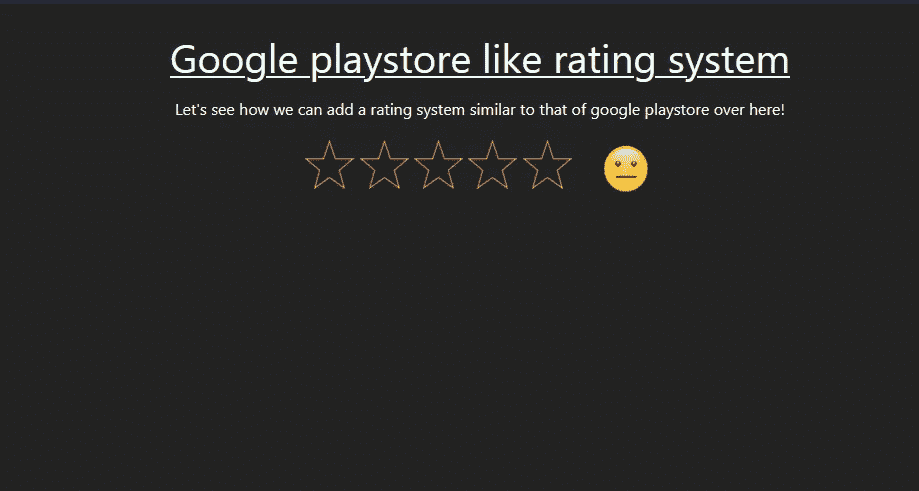 Google playstore like rating system
Let's see how we can add a rating system similar to that of google playstore over here!